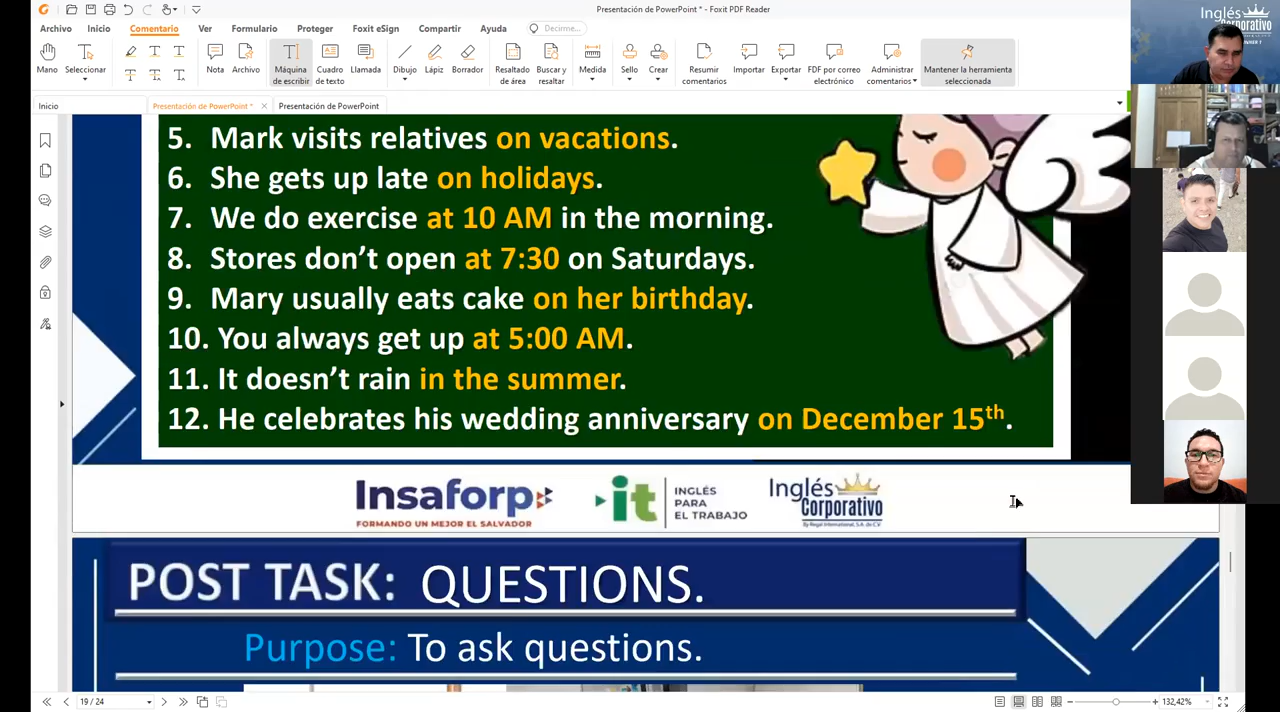 Presentación de PowerPoint * - Foxit PDF Reader
Archivo Inicio Comentario Ver Formulario Proteger Foxit eSign Compartir Ayuda Decirme...
Mano Seleccionar Nota Archivo Máquina de escribir Cuadro de texto Llamada Dibujo Lápiz Borrador Resaltado de área Buscar y resaltar Medida Sello Crear Resumir comentarios Importar Exportar PDF por correo electrónico Administrar comentarios Mantener la herramienta seleccionada
Inicio Presentación de PowerPoint * Presentación de PowerPoint
Inglés
Corporativo
5. Mark visits relatives on vacations.
6. She gets up late on holidays.
7. We do exercise at 10 AM in the morning.
8. Stores don't open at 7:30 on Saturdays.
9. Mary usually eats cake on her birthday.
10. You always get up at 5:00 AM.
11. It doesn't rain in the summer.
12. He celebrates his wedding anniversary on December 15th.
Insaforp
FORMANDO UN MEJOR EL SALVADOR
it
INGLÉS
PARA
EL TRABAJO
Inglés
Corporativo
By Regal International, S.A. de C.V.
POST TASK: QUESTIONS.
Purpose: To ask questions.
19 / 24
132,42%